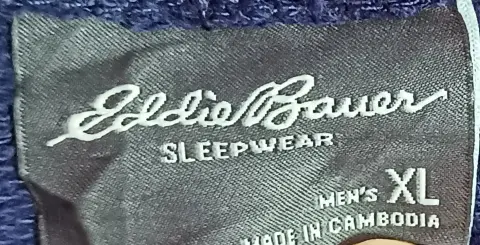 Eddie Bauer
SLEEPWEAR
MEN'S XL
MADE IN CAMBODIA